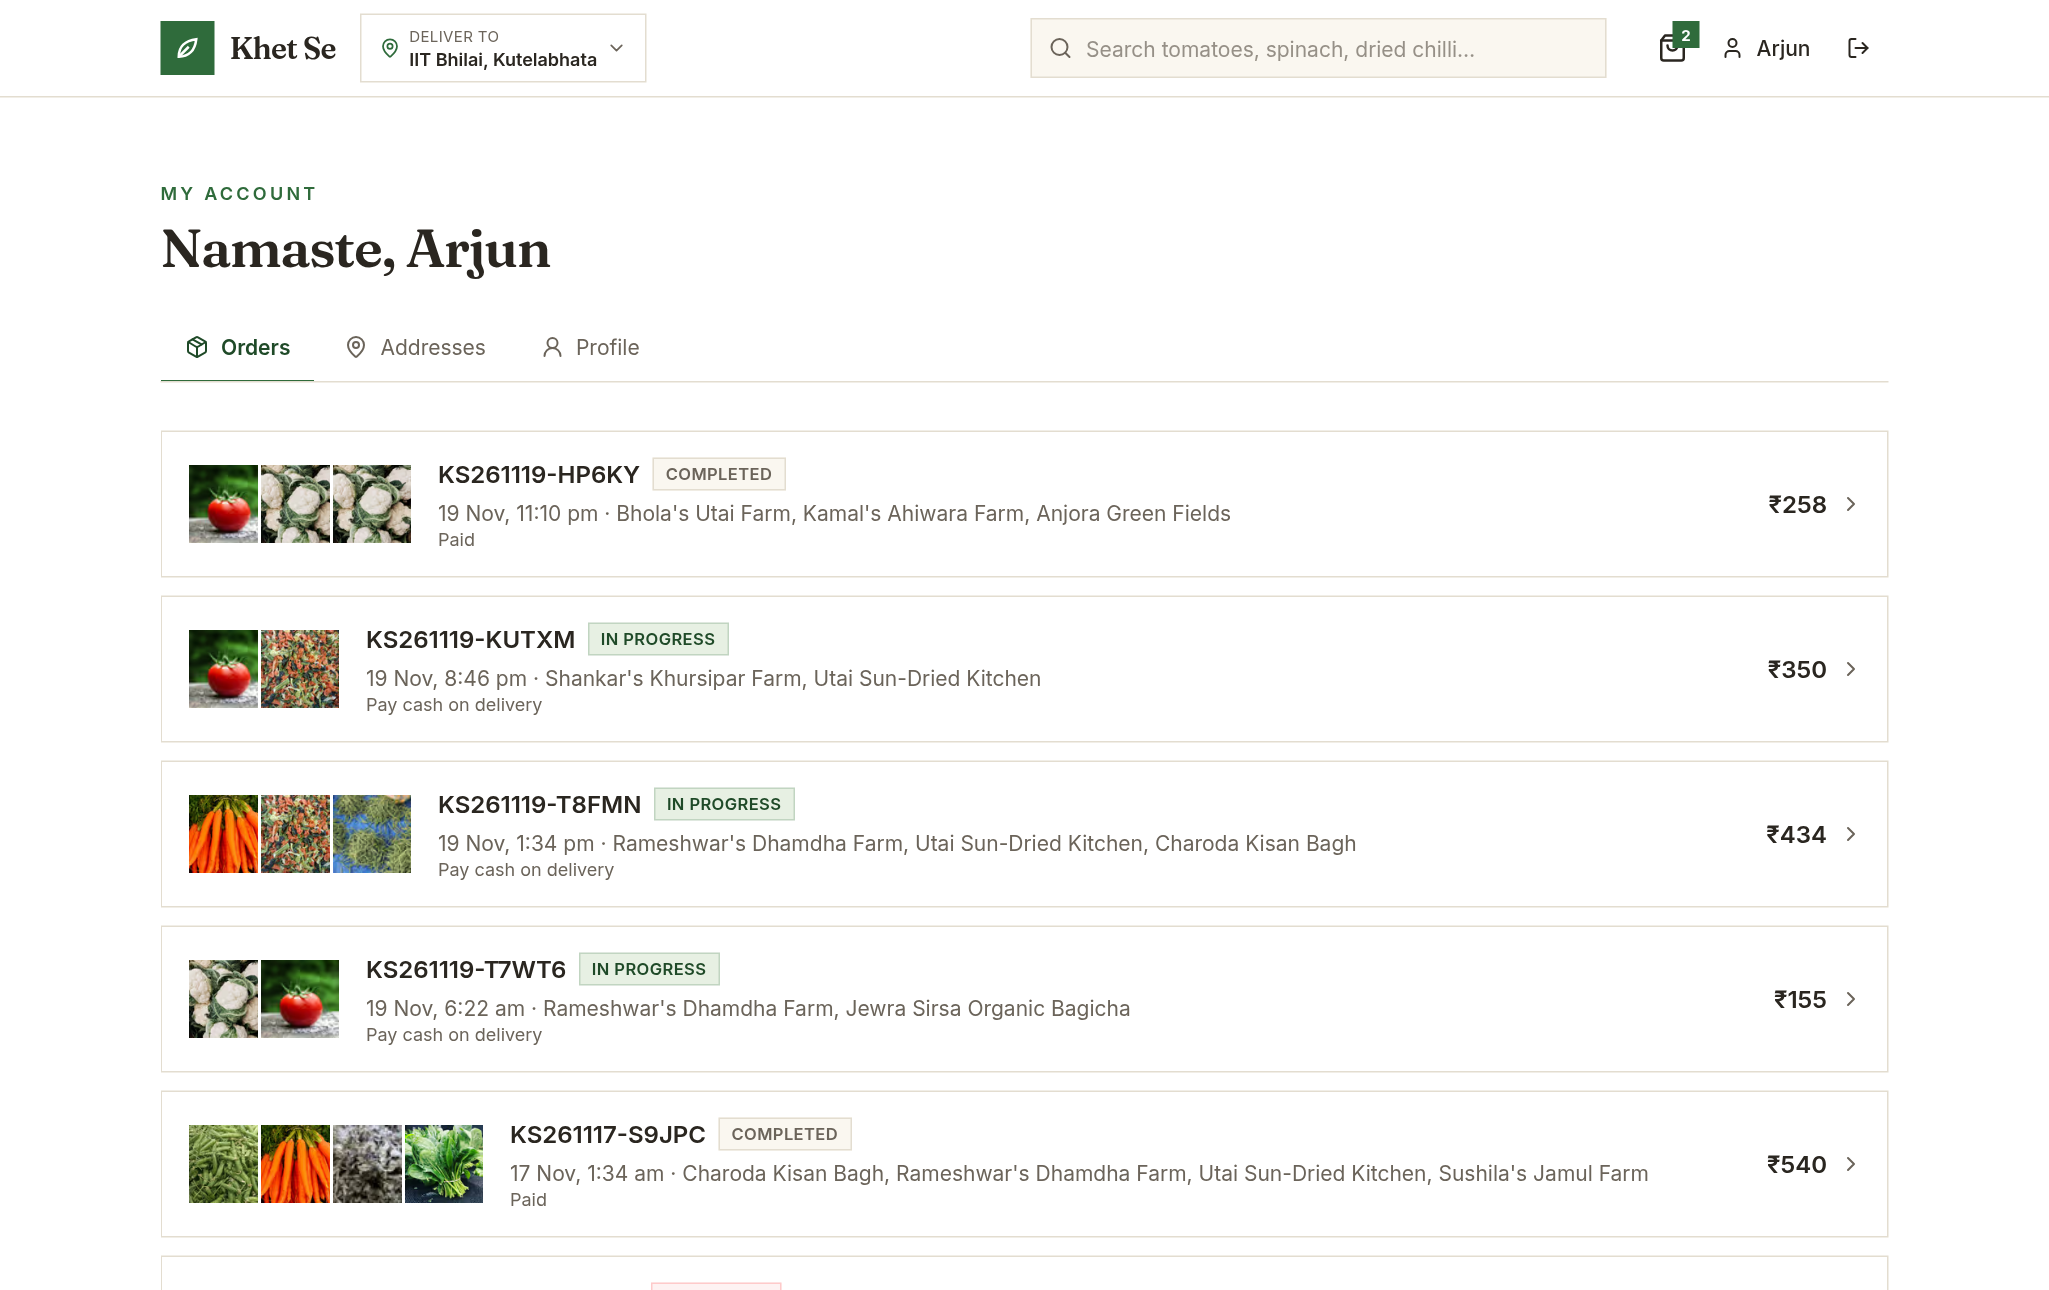 Khet Se
DELIVER TO
IIT Bhilai, Kutelabhata
Search tomatoes, spinach, dried chilli...
2
Arjun
MY ACCOUNT
Namaste, Arjun
Orders
Addresses
Profile
KS261119-HP6KY
COMPLETED
19 Nov, 11:10 pm · Bhola's Utai Farm, Kamal's Ahiwara Farm, Anjora Green Fields
Paid
₹258
KS261119-KUTXM
IN PROGRESS
19 Nov, 8:46 pm · Shankar's Khursipar Farm, Utai Sun-Dried Kitchen
Pay cash on delivery
₹350
KS261119-T8FMN
IN PROGRESS
19 Nov, 1:34 pm · Rameshwar's Dhamdha Farm, Utai Sun-Dried Kitchen, Charoda Kisan Bagh
Pay cash on delivery
₹434
KS261119-T7WT6
IN PROGRESS
19 Nov, 6:22 am · Rameshwar's Dhamdha Farm, Jewra Sirsa Organic Bagicha
Pay cash on delivery
₹155
KS261117-S9JPC
COMPLETED
17 Nov, 1:34 am · Charoda Kisan Bagh, Rameshwar's Dhamdha Farm, Utai Sun-Dried Kitchen, Sushila's Jamul Farm
Paid
₹540